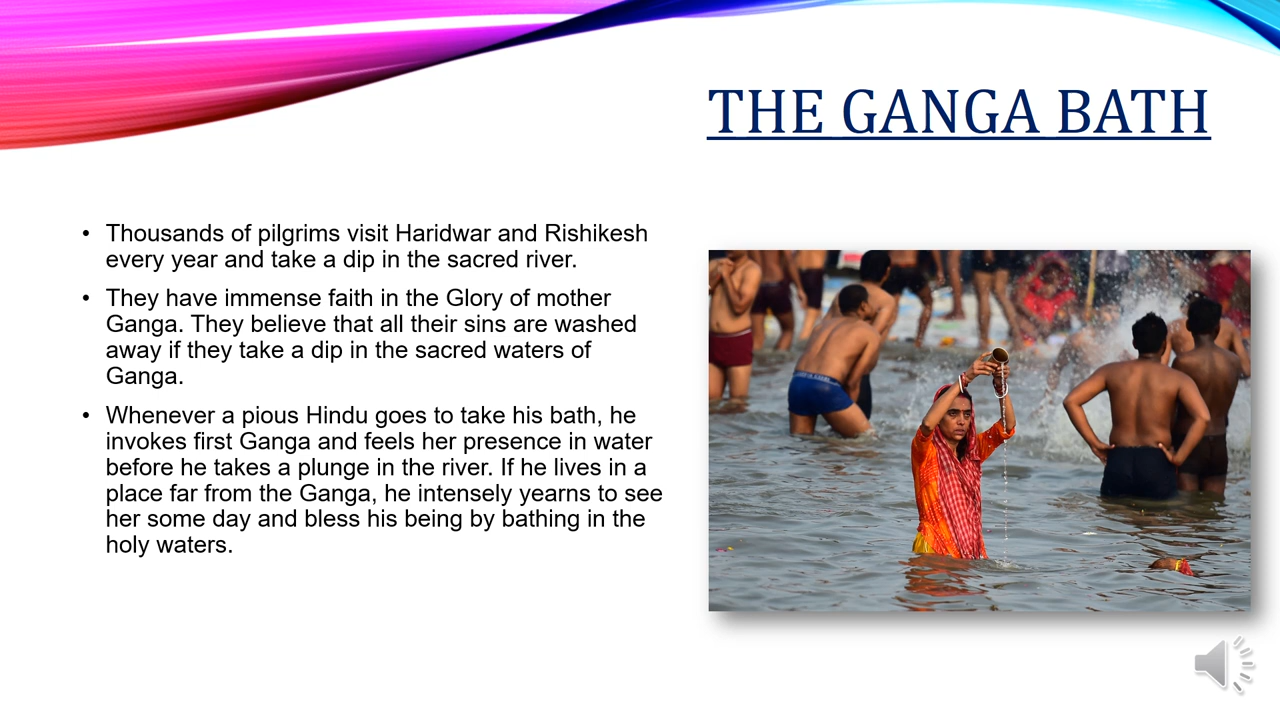 THE GANGA BATH
• Thousands of pilgrims visit Haridwar and Rishikesh
every year and take a dip in the sacred river.
• They have immense faith in the Glory of mother
Ganga. They believe that all their sins are washed
away if they take a dip in the sacred waters of
Ganga.
• Whenever a pious Hindu goes to take his bath, he
invokes first Ganga and feels her presence in water
before he takes a plunge in the river. If he lives in a
place far from the Ganga, he intensely yearns to see
her some day and bless his being by bathing in the
holy waters.